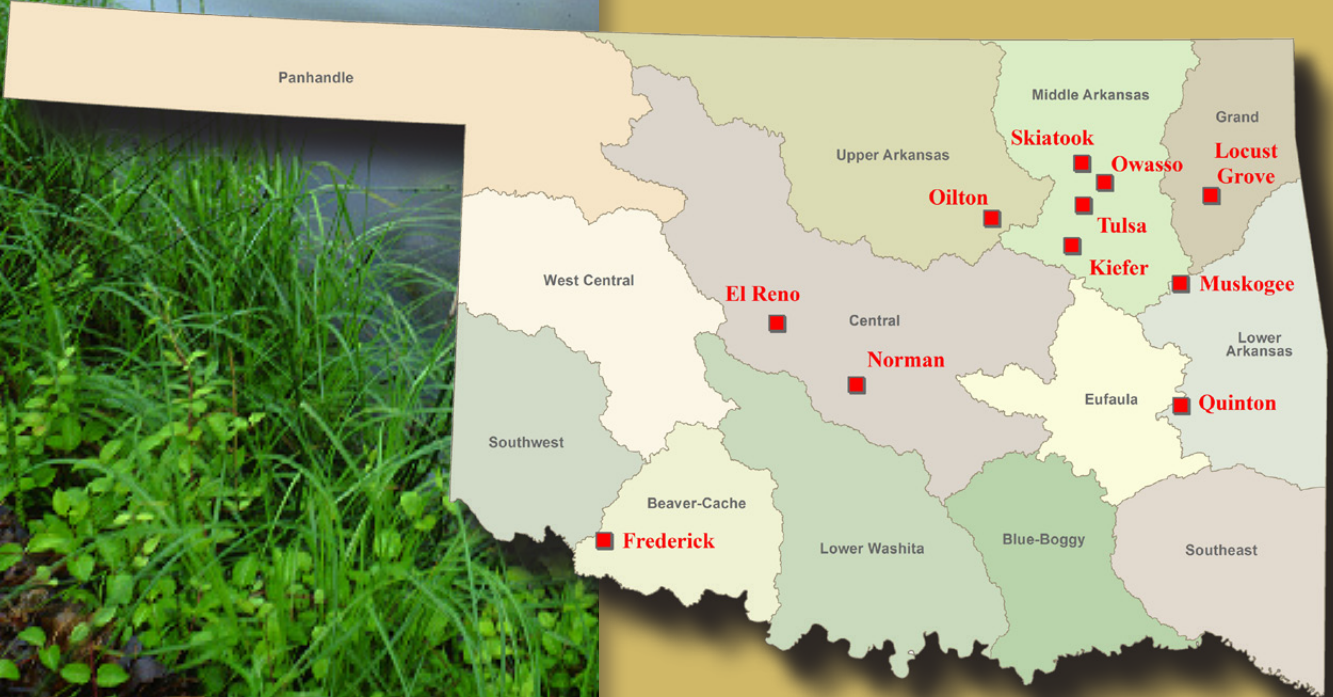 Panhandle
Middle Arkansas
Grand
Skiatook
Locust
Grove
Upper Arkansas
Owasso
Oilton
Tulsa
Kiefer
West Central
Muskogee
El Reno
Central
Lower
Arkansas
Norman
Eufaula
Quinton
Southwest
Beaver-Cache
Frederick
Lower Washita
Blue-Boggy
Southeast